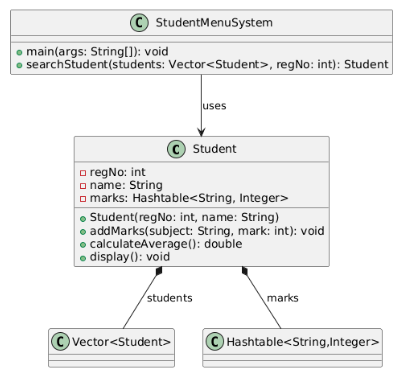 C StudentMenuSystem
main(args: String[]): void
searchStudent(students: Vector<Student>, regNo: int): Student
uses
C Student
regNo: int
name: String
marks: Hashtable<String, Integer>
Student(regNo: int, name: String)
addMarks(subject: String, mark: int): void
calculateAverage(): double
display(): void
students
marks
C Vector<Student>
C Hashtable<String,Integer>